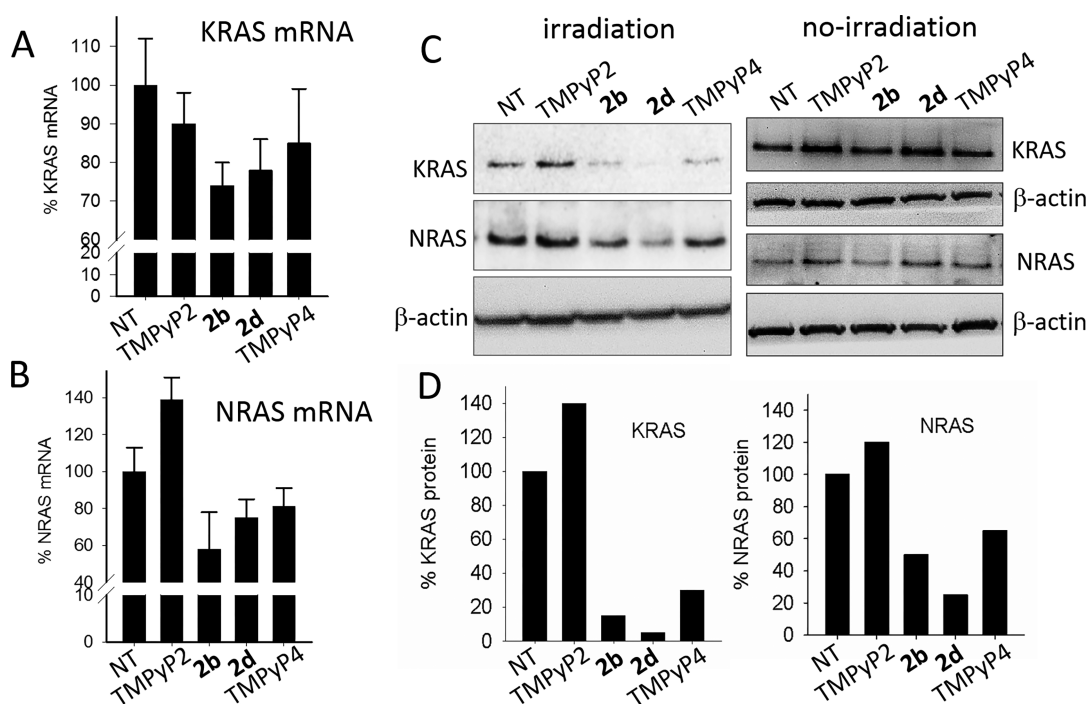 A
KRAS mRNA
% KRAS mRNA
100
90
80
70
60
20
10
0
NT
TMPyP2
2b
2d
TMPyP4
B
NRAS mRNA
% NRAS mRNA
140
120
100
80
60
40
10
0
NT
TMPyP2
2b
2d
TMPyP4
C
irradiation
no-irradiation
NT
TMPyP2
2b
2d
TMPyP4
NT
TMPyP2
2b
2d
TMPyP4
KRAS
NRAS
β-actin
KRAS
β-actin
NRAS
β-actin
D
KRAS
% KRAS protein
140
120
100
80
60
40
20
0
NT
TMPyP2
2b
2d
TMPyP4
NRAS
% NRAS protein
140
120
100
80
60
40
20
0
NT
TMPyP2
2b
2d
TMPyP4